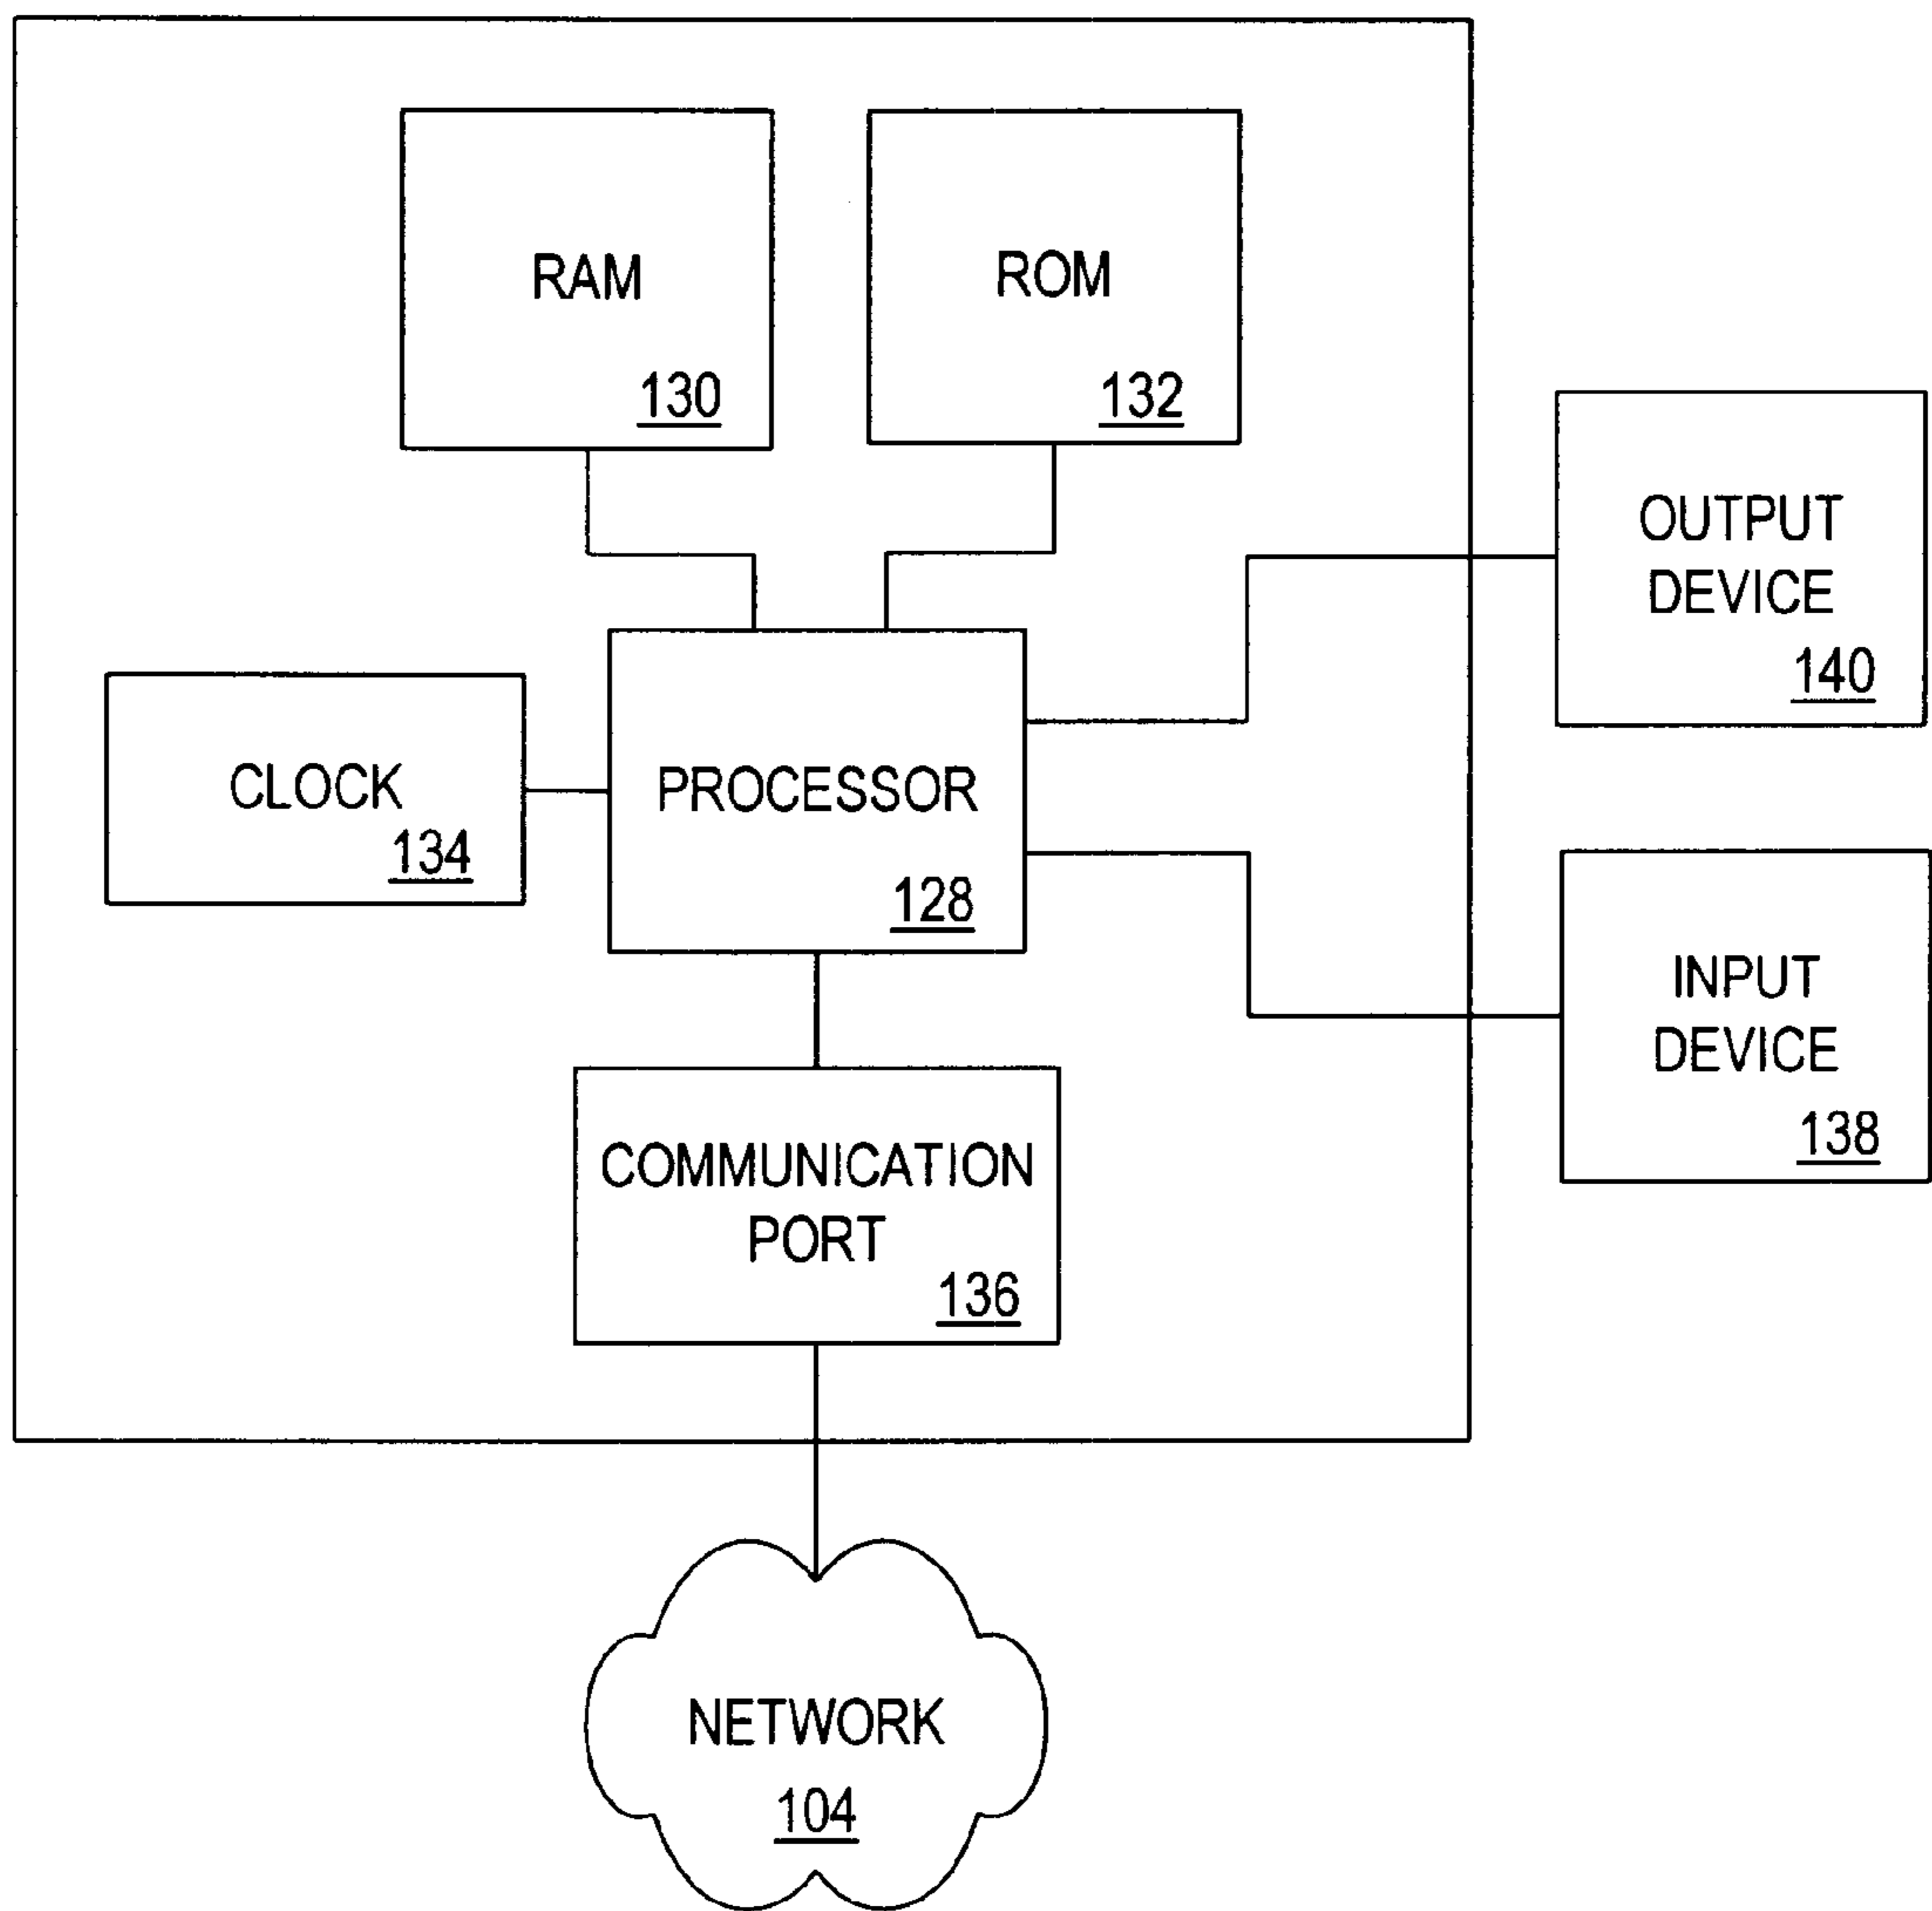 RAM
130
ROM
132
OUTPUT
DEVICE
140
CLOCK
134
PROCESSOR
128
INPUT
DEVICE
138
COMMUNICATION
PORT
136
NETWORK
104